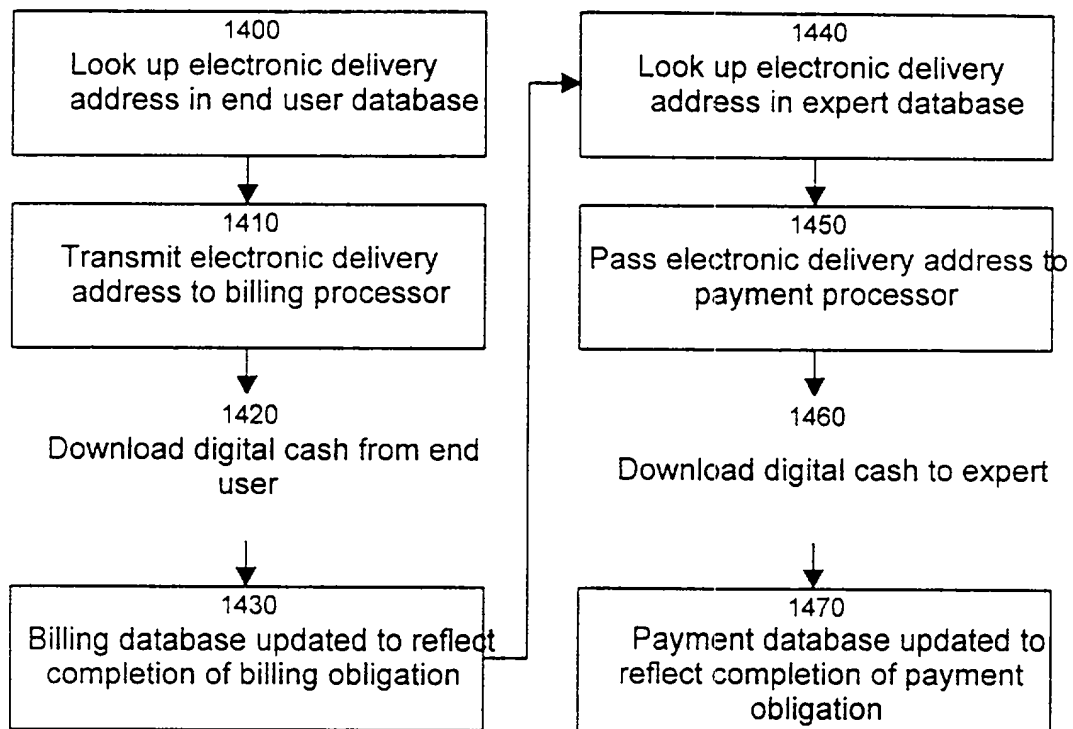 1400
Look up electronic delivery
address in end user database
1410
Transmit electronic delivery
address to billing processor
1420
Download digital cash from end
user
1430
Billing database updated to reflect
completion of billing obligation
1440
Look up electronic delivery
address in expert database
1450
Pass electronic delivery address to
payment processor
1460
Download digital cash to expert
1470
Payment database updated to
reflect completion of payment
obligation